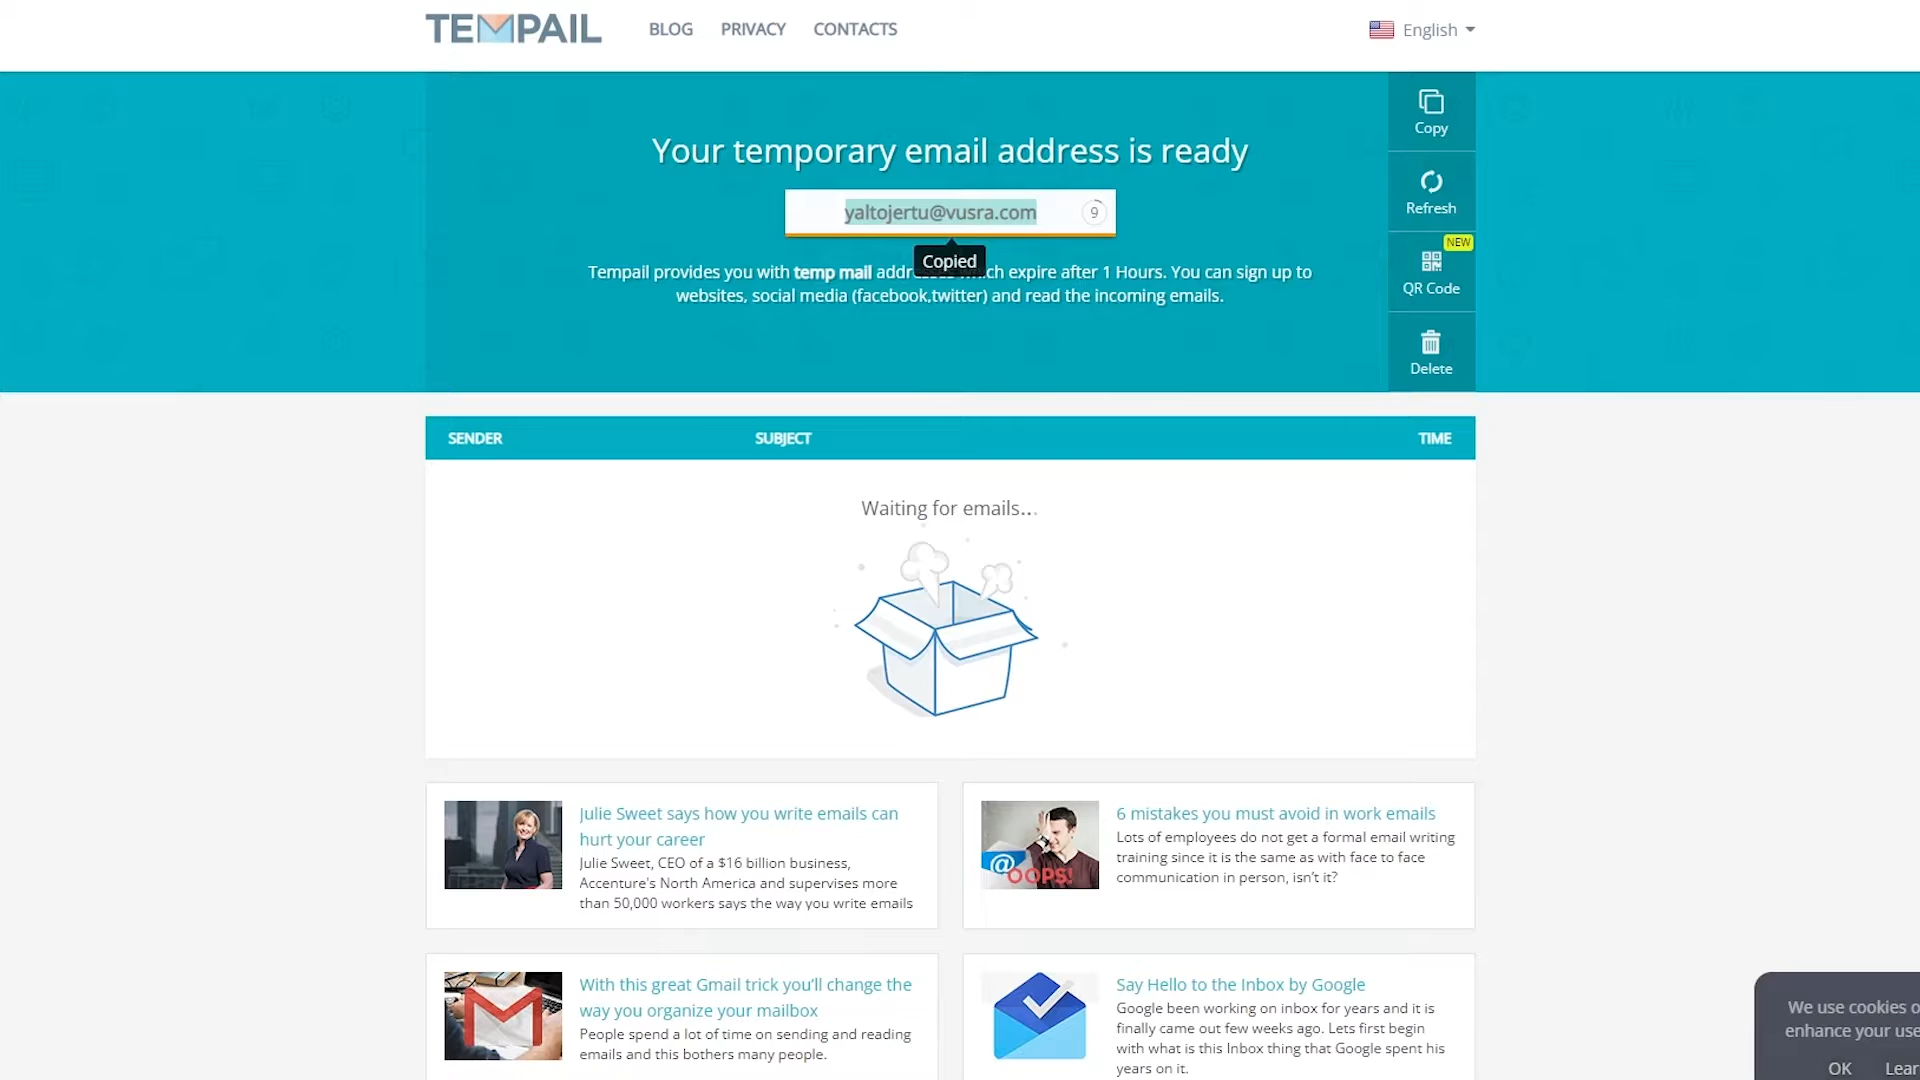 TEMPAIL
BLOG
PRIVACY
CONTACTS
English
Copy
Your temporary email address is ready
Refresh
yaltojertu@vusra.com
9
NEW
Copied
QR Code
Tempail provides you with temp mail which expire after 1 Hours. You can sign up to
websites, social media (facebook,twitter) and read the incoming emails.
Delete
SENDER
SUBJECT
TIME
Waiting for emails...
Julie Sweet says how you write emails can
hurt your career
Julie Sweet, CEO of a $16 billion business,
Accenture's North America and supervises more
than 50,000 workers says the way you write emails
6 mistakes you must avoid in work emails
Lots of employees do not get a formal email writing
training since it is the same as with face to face
communication in person, isn't it?
@
OOPS!
With this great Gmail trick you'll change the
way you organize your mailbox
People spend a lot of time on sending and reading
emails and this bothers many people.
Say Hello to the Inbox by Google
Google been working on inbox for years and it is
finally came out few weeks ago. Lets first begin
with what is this Inbox thing that Google spent his
years on it.
We use cookies o
enhance your use
OK
Lear